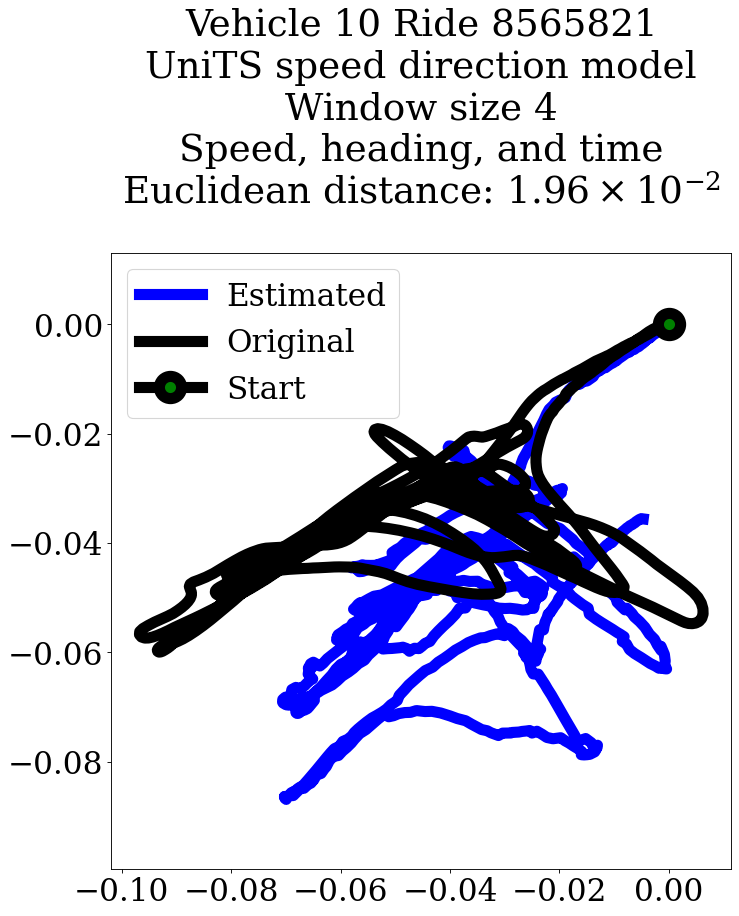 Vehicle 10 Ride 8565821
UniTS speed direction model
Window size 4
Speed, heading, and time
Euclidean distance: 1.96 × 10⁻²
Estimated
Original
Start
0.00
−0.02
−0.04
−0.06
−0.08
−0.10 −0.08 −0.06 −0.04 −0.02 0.00